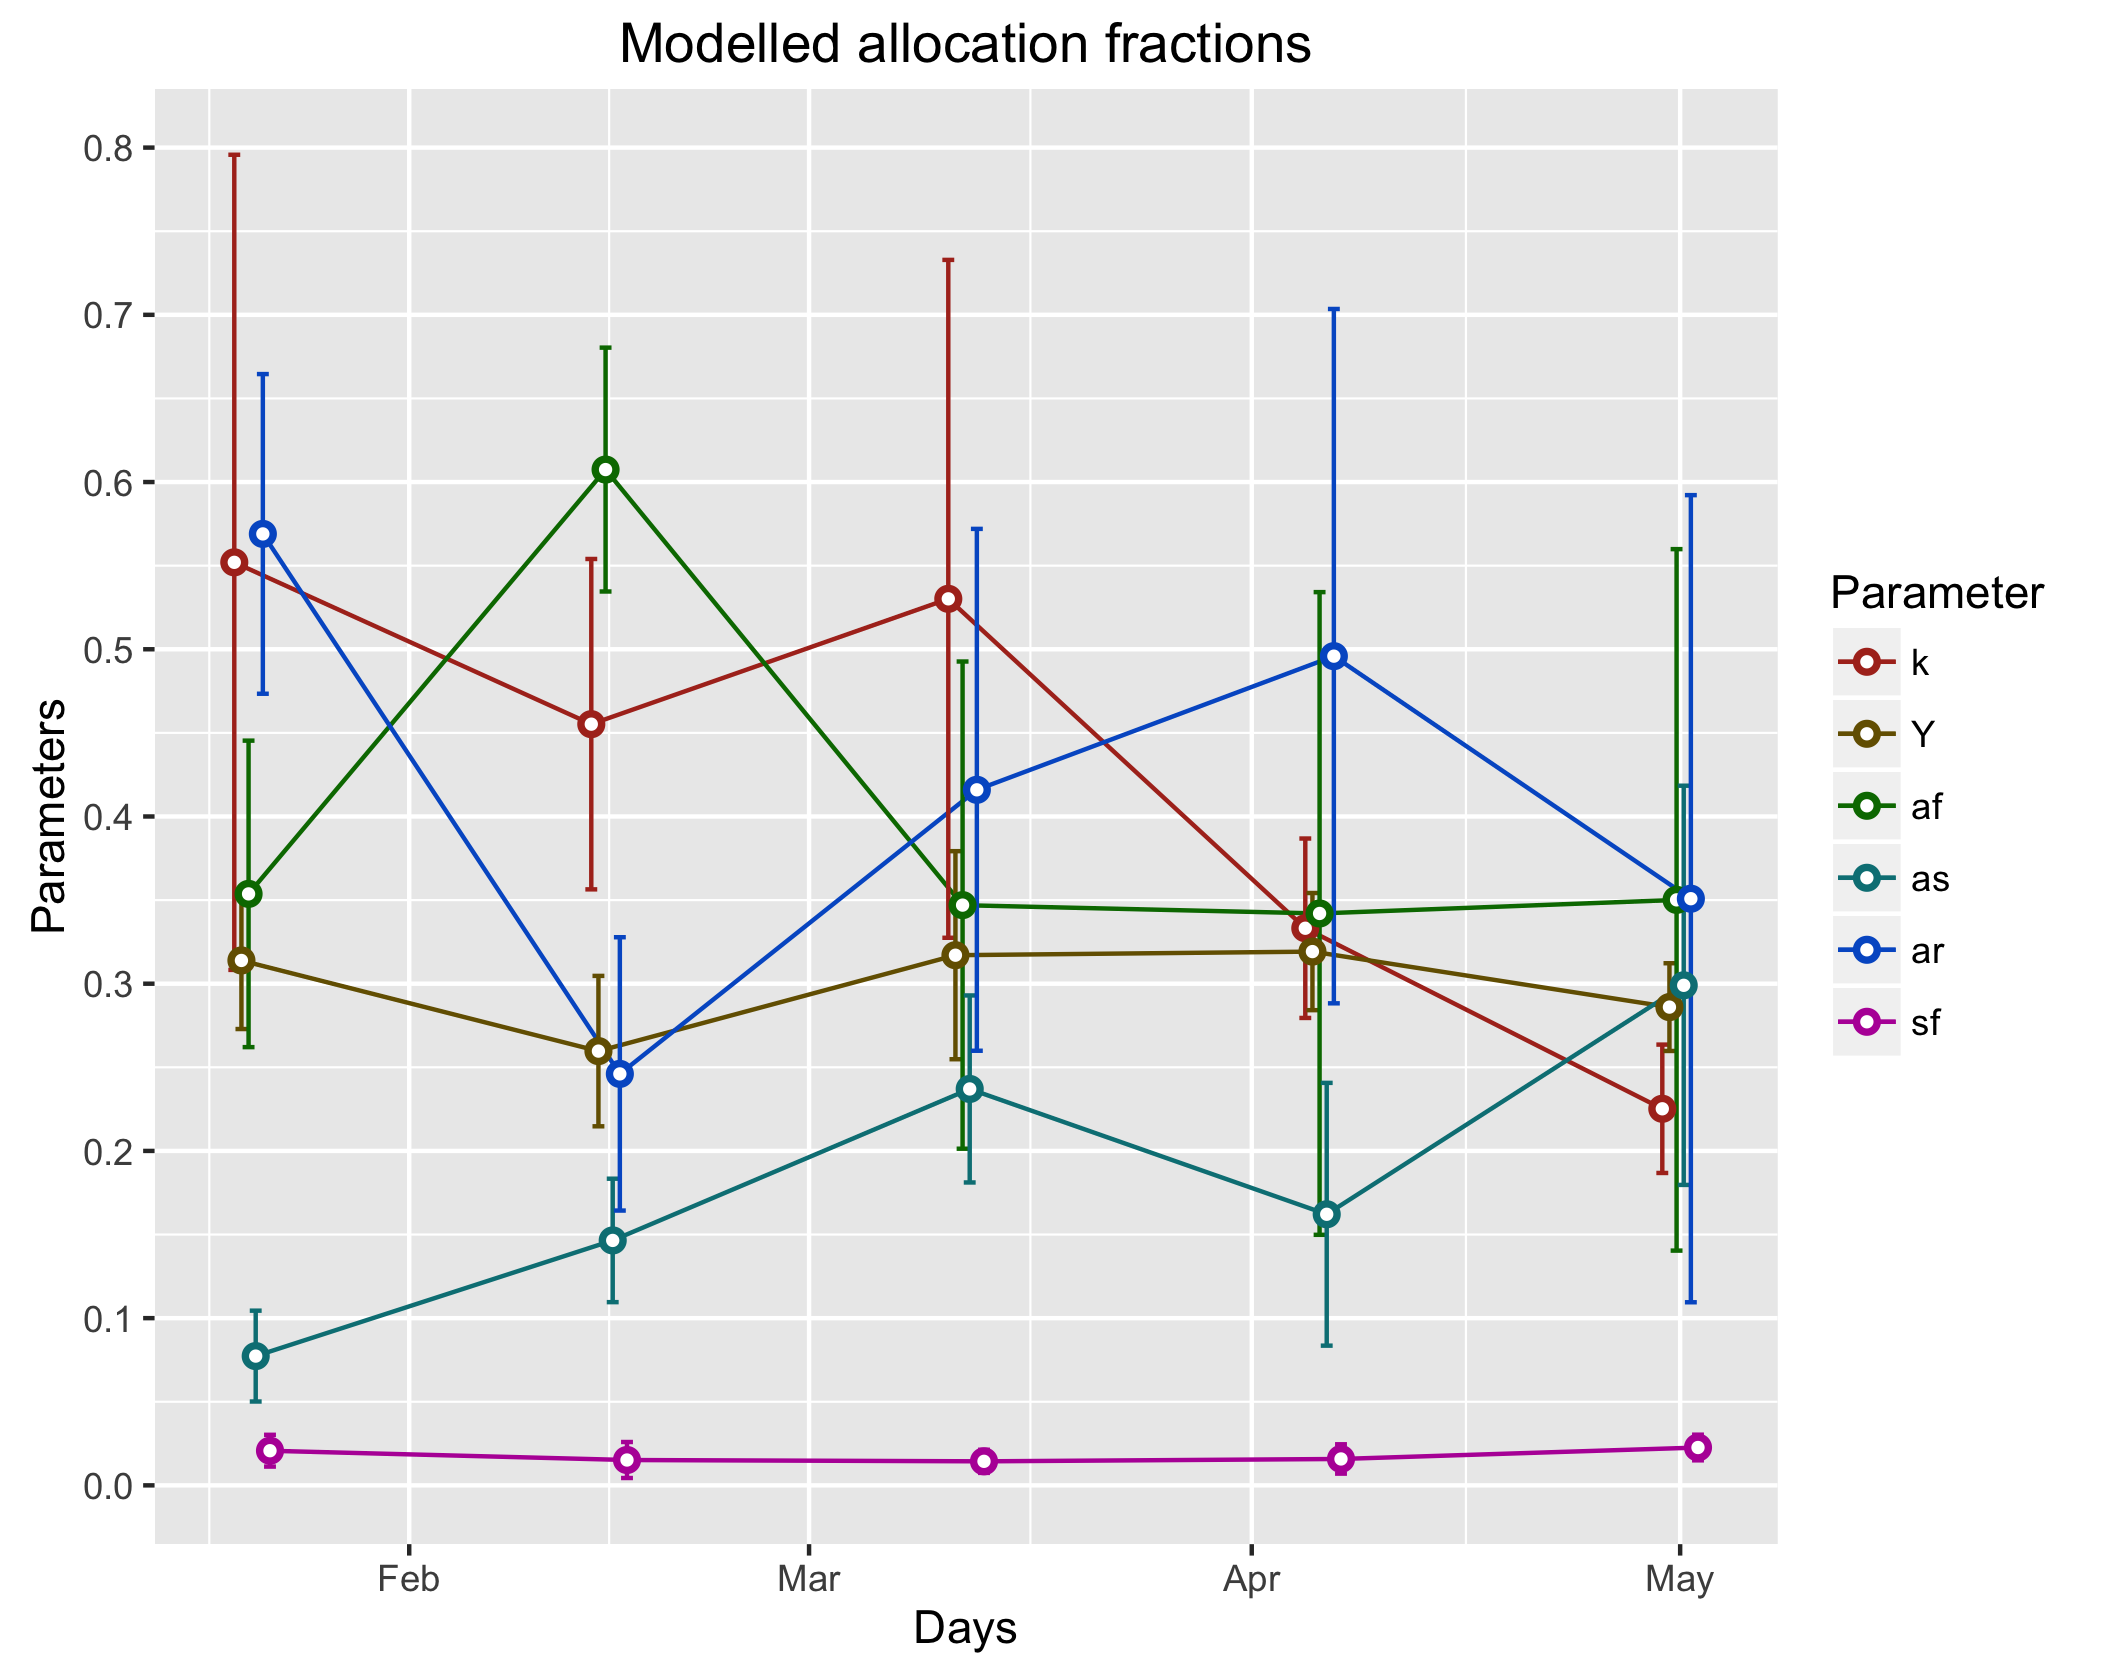 Modelled allocation fractions
Parameters
0.8
0.7
0.6
0.5
0.4
0.3
0.2
0.1
0.0
Feb Mar Apr May
Days
Parameter
k
Y
af
as
ar
sf